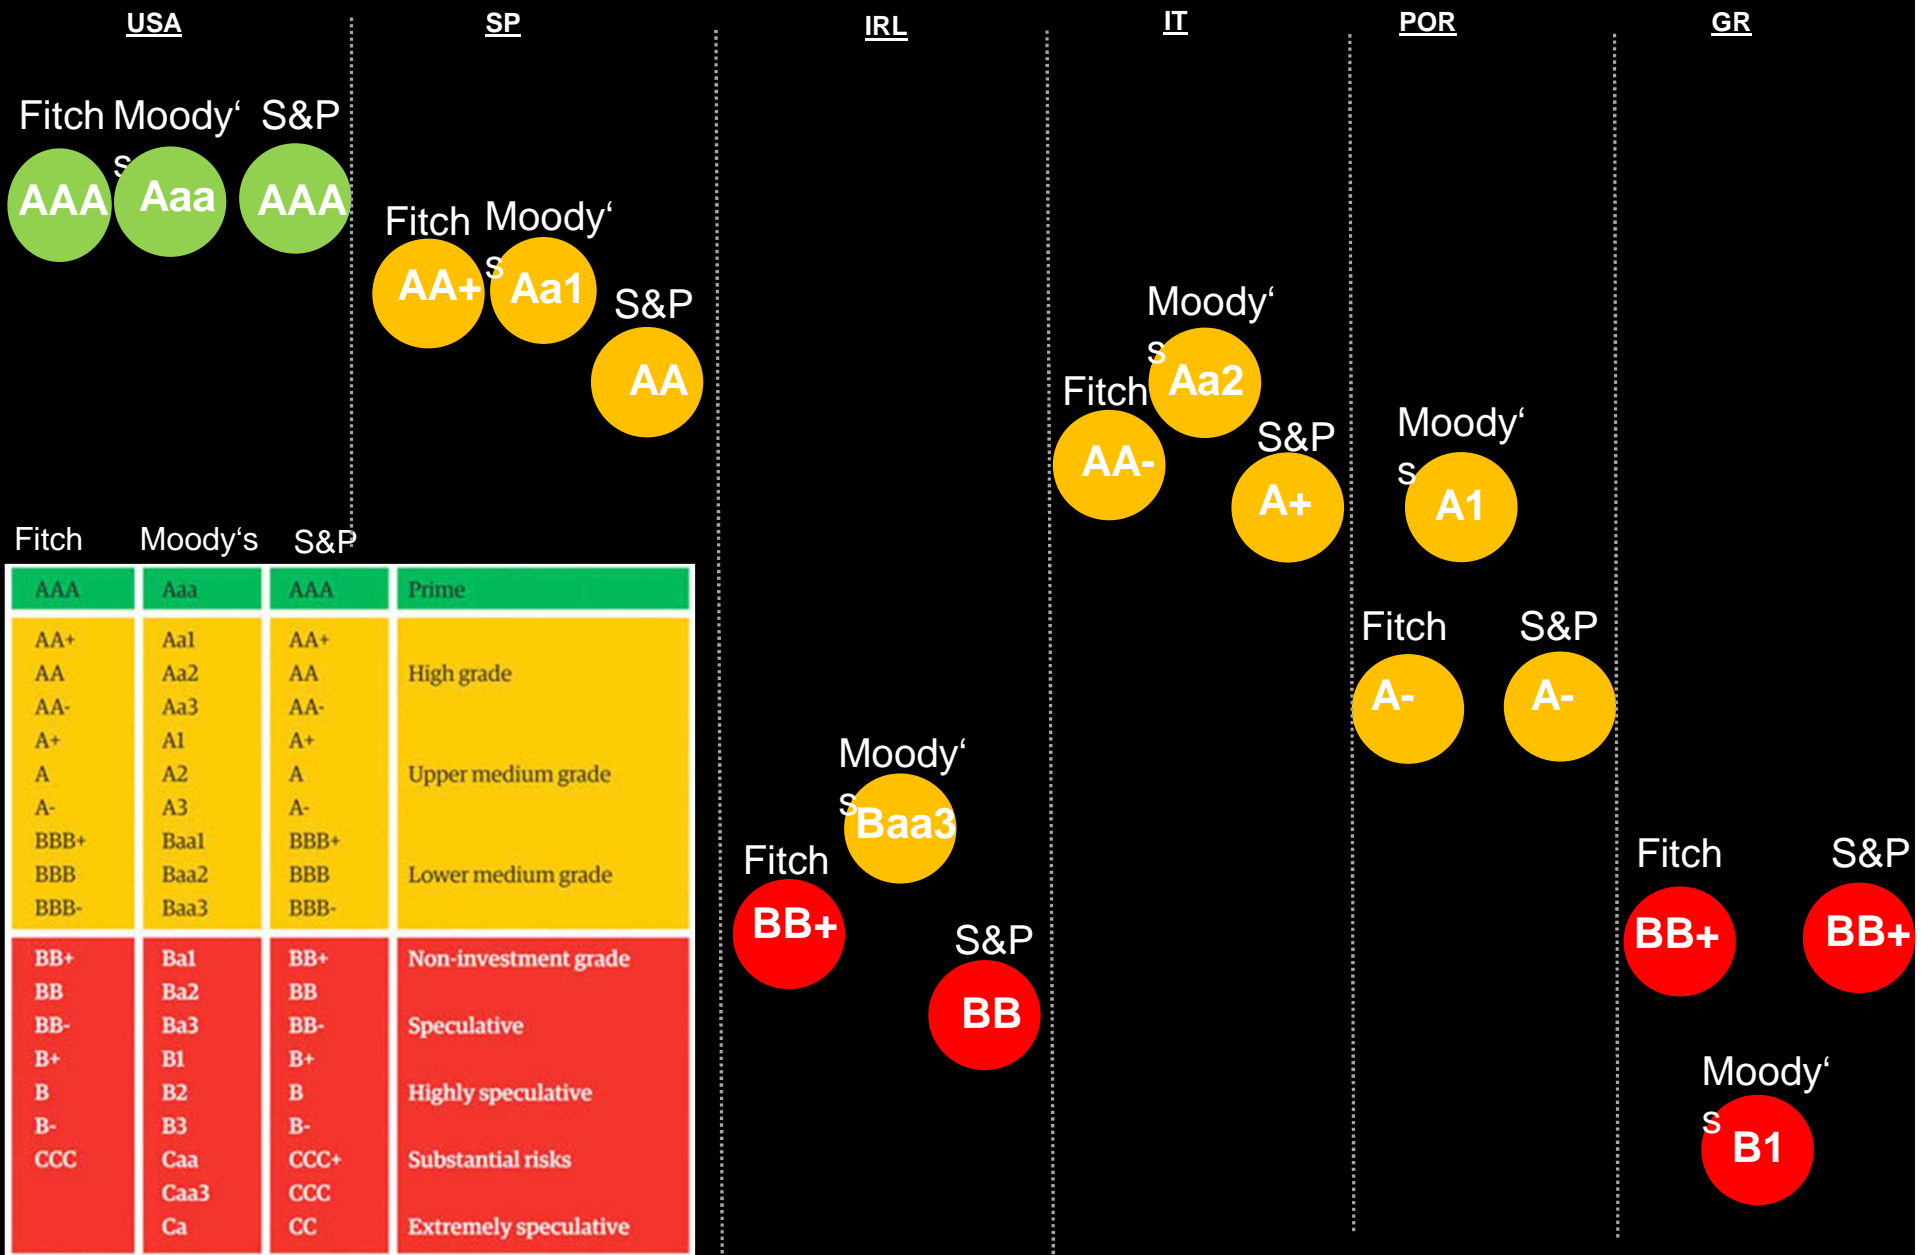 USA SP IRL IT POR GR
Fitch Moody‘s S&P
AAA Aaa AAA
Fitch Moody‘s
AA+ Aa1
S&P
AA
Moody‘s
Baa3
Fitch
BB+
S&P
BB
Moody‘s
Aa2
Fitch
AA-
S&P
A+
Moody‘s
A1
Fitch S&P
A- A-
Fitch S&P
BB+ BB+
Moody‘s
B1
Fitch Moody‘s S&P
AAA Aaa AAA Prime
AA+ Aa1 AA+
AA Aa2 AA High grade
AA- Aa3 AA-
A+ A1 A+
A A2 A Upper medium grade
A- A3 A-
BBB+ Baa1 BBB+
BBB Baa2 BBB Lower medium grade
BBB- Baa3 BBB-
BB+ Ba1 BB+ Non-investment grade
BB Ba2 BB
BB- Ba3 BB- Speculative
B+ B1 B+
B B2 B Highly speculative
B- B3 B-
CCC Caa CCC+ Substantial risks
Caa3 CCC
Ca CC Extremely speculative